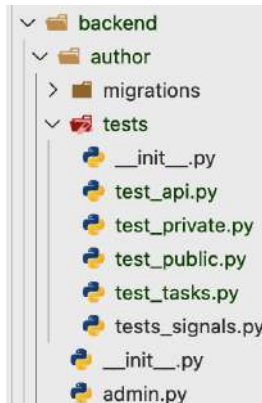 backend
author
migrations
tests
__init__.py
test_api.py
test_private.py
test_public.py
test_tasks.py
tests_signals.py
__init__.py
admin.py